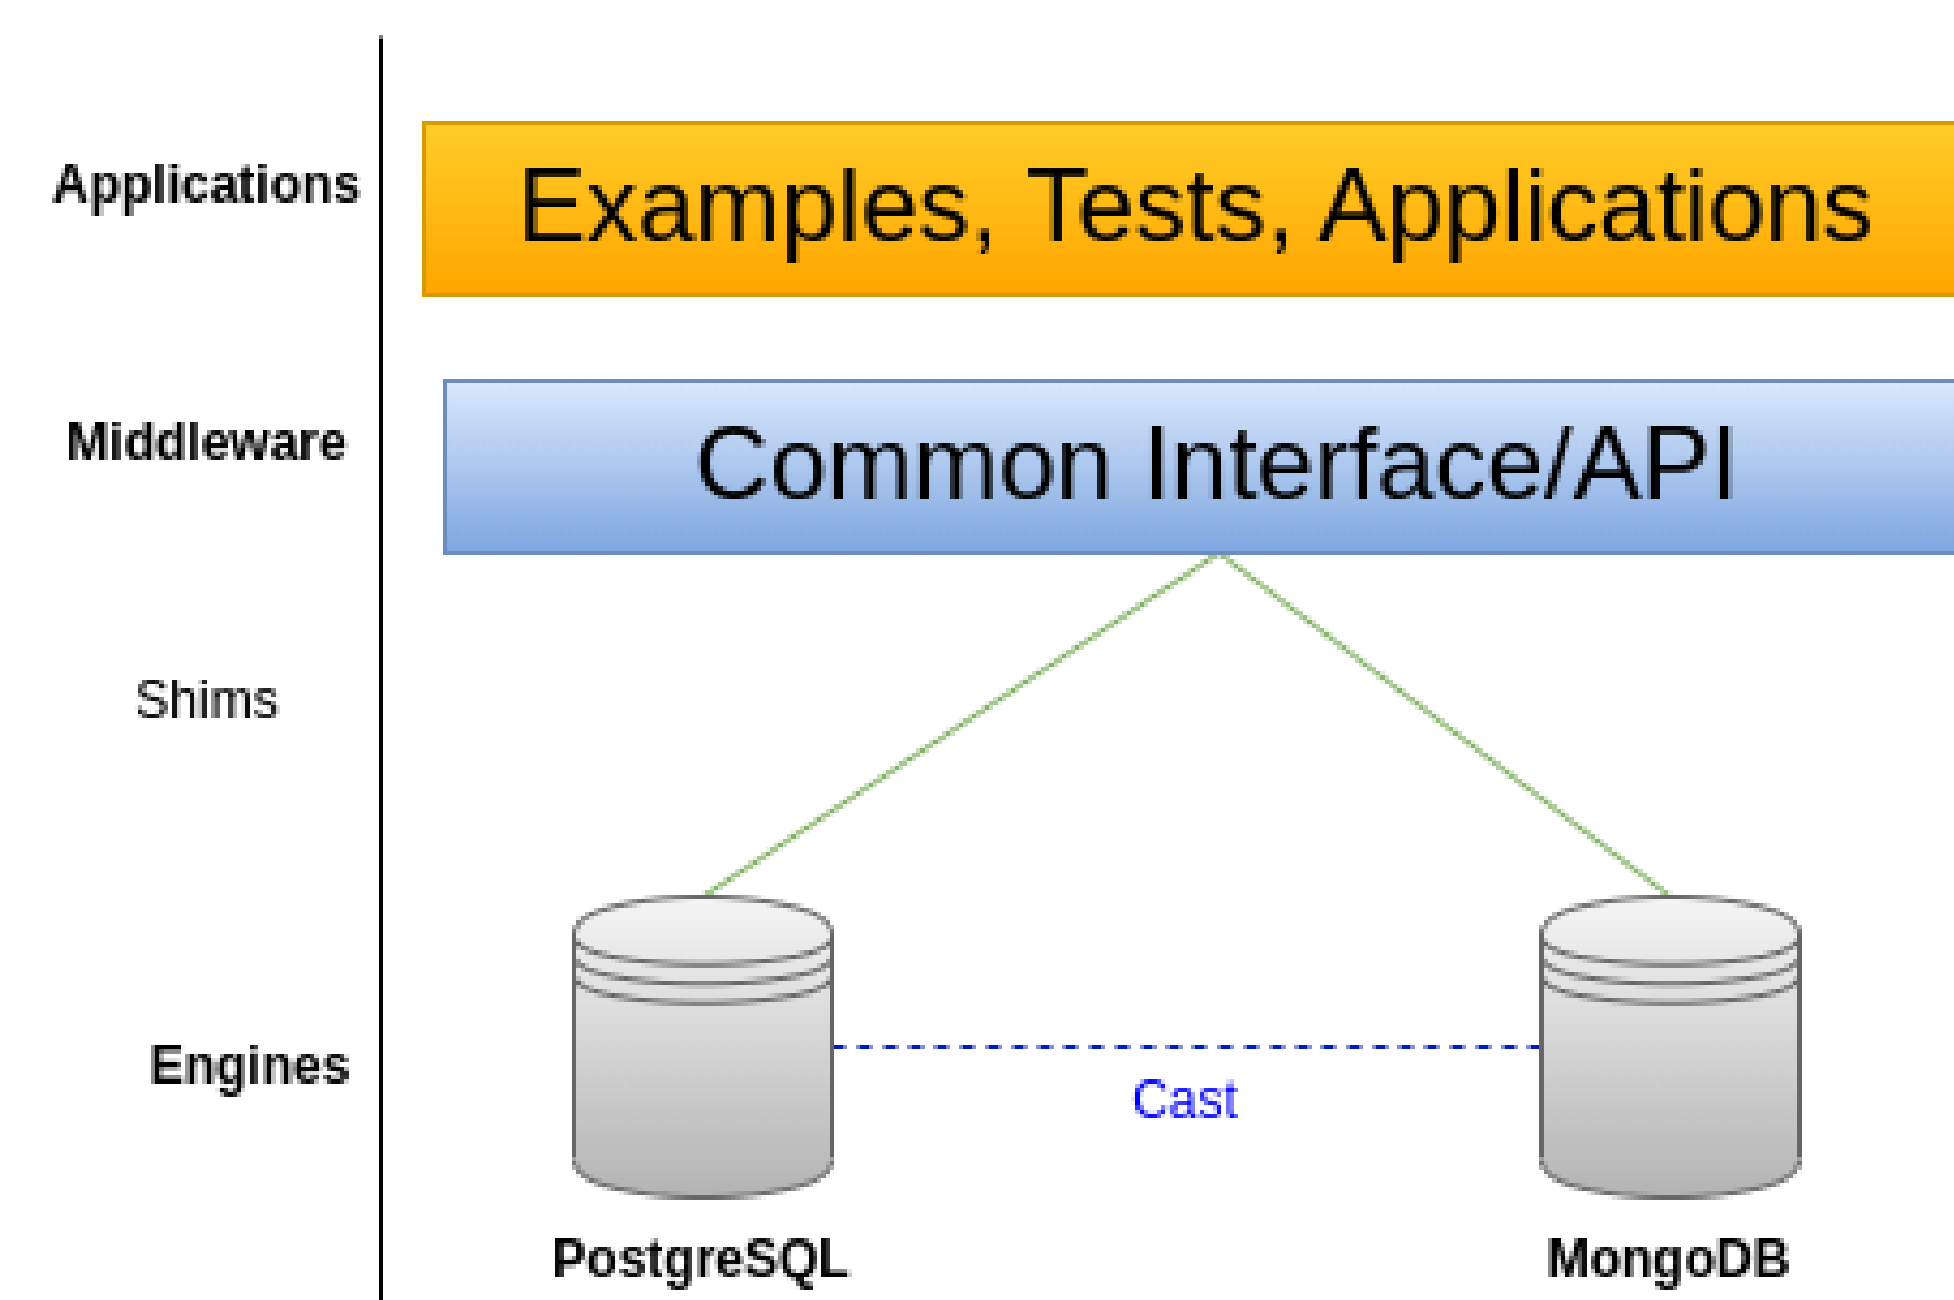 Applications
Examples, Tests, Applications
Middleware
Common Interface/API
Shims
Engines
Cast
PostgreSQL
MongoDB